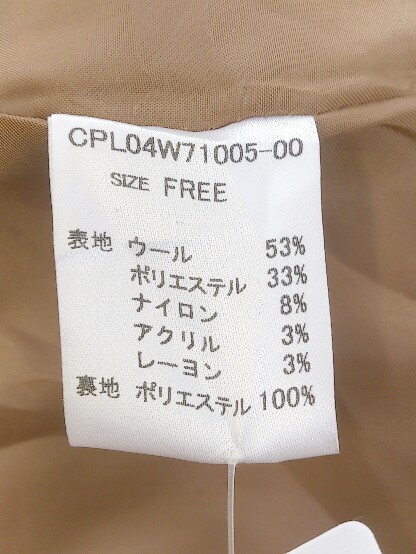 CPL04W71005-00
SIZE FREE
表地 ウール 53%
ポリエステル 33%
ナイロン 8%
アクリル 3%
レーヨン 3%
裏地 ポリエステル 100%